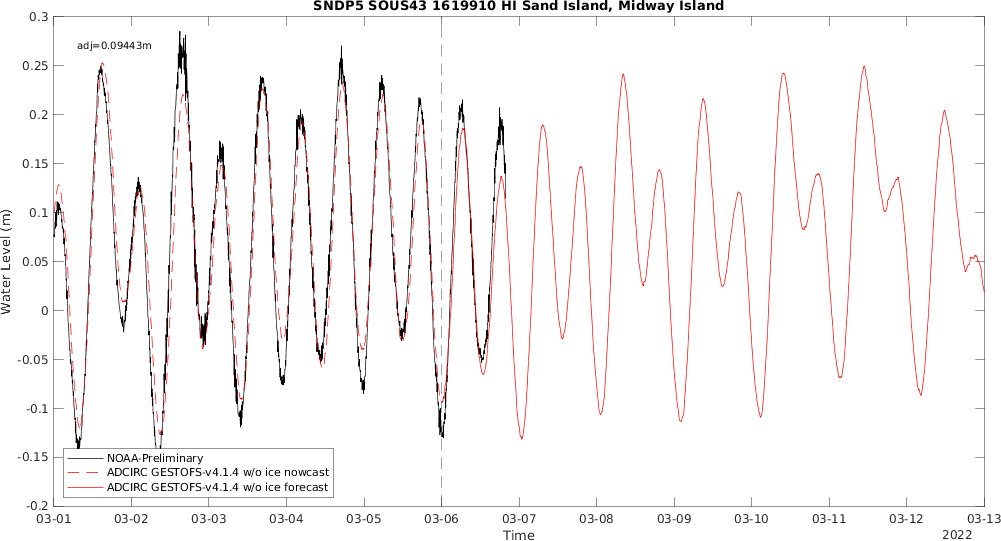 SNDP5 SOUS43 1619910 HI Sand Island, Midway Island
adj=0.09443m
0.3
0.25
0.2
0.15
0.1
0.05
0
-0.05
-0.1
-0.15
-0.2
Water Level (m)
NOAA-Preliminary
ADCIRC GESTOFS-v4.1.4 w/o ice nowcast
ADCIRC GESTOFS-v4.1.4 w/o ice forecast
03-01 03-02 03-03 03-04 03-05 03-06 03-07 03-08 03-09 03-10 03-11 03-12 03-13
Time
2022